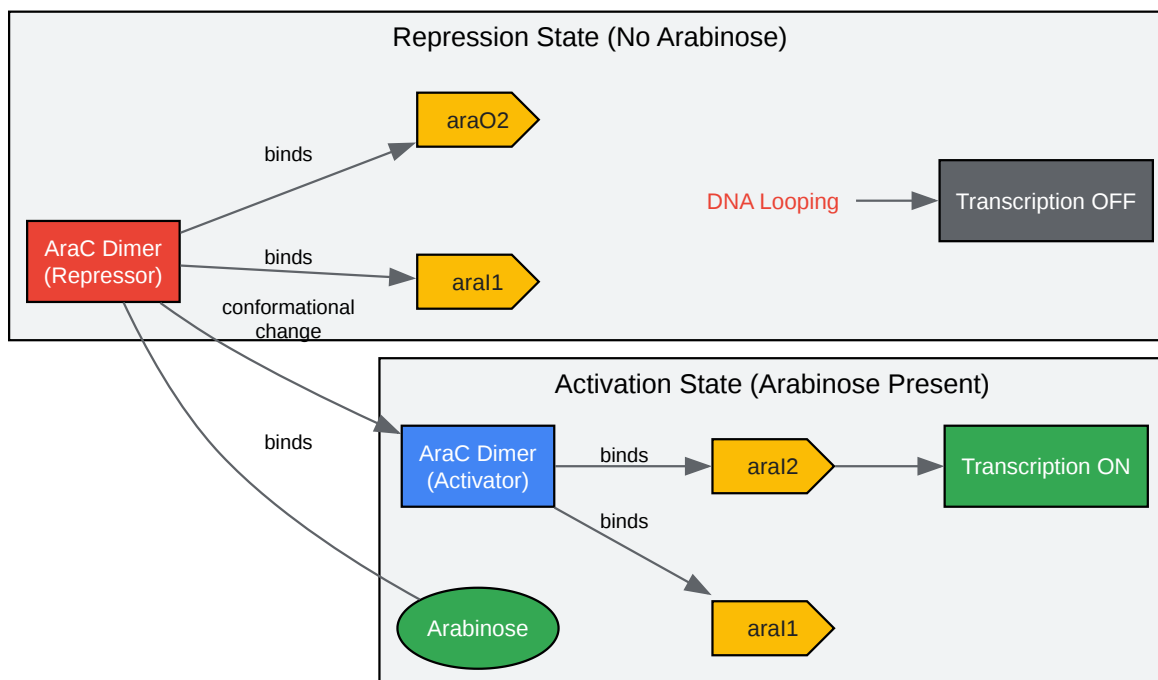 Repression State (No Arabinose)
araO2
binds
DNA Looping
Transcription OFF
AraC Dimer
(Repressor)
binds
araI1
conformational
change
Activation State (Arabinose Present)
binds
AraC Dimer
(Activator)
binds
araI2
Transcription ON
binds
Arabinose
araI1